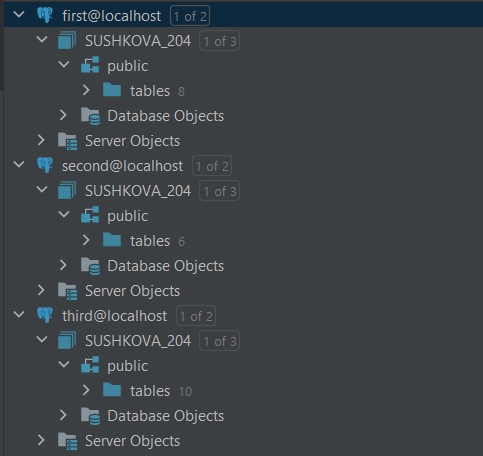 first@localhost 1 of 2
SUSHKOVA_204 1 of 3
public
tables 8
Database Objects
Server Objects
second@localhost 1 of 2
SUSHKOVA_204 1 of 3
public
tables 6
Database Objects
Server Objects
third@localhost 1 of 2
SUSHKOVA_204 1 of 3
public
tables 10
Database Objects
Server Objects